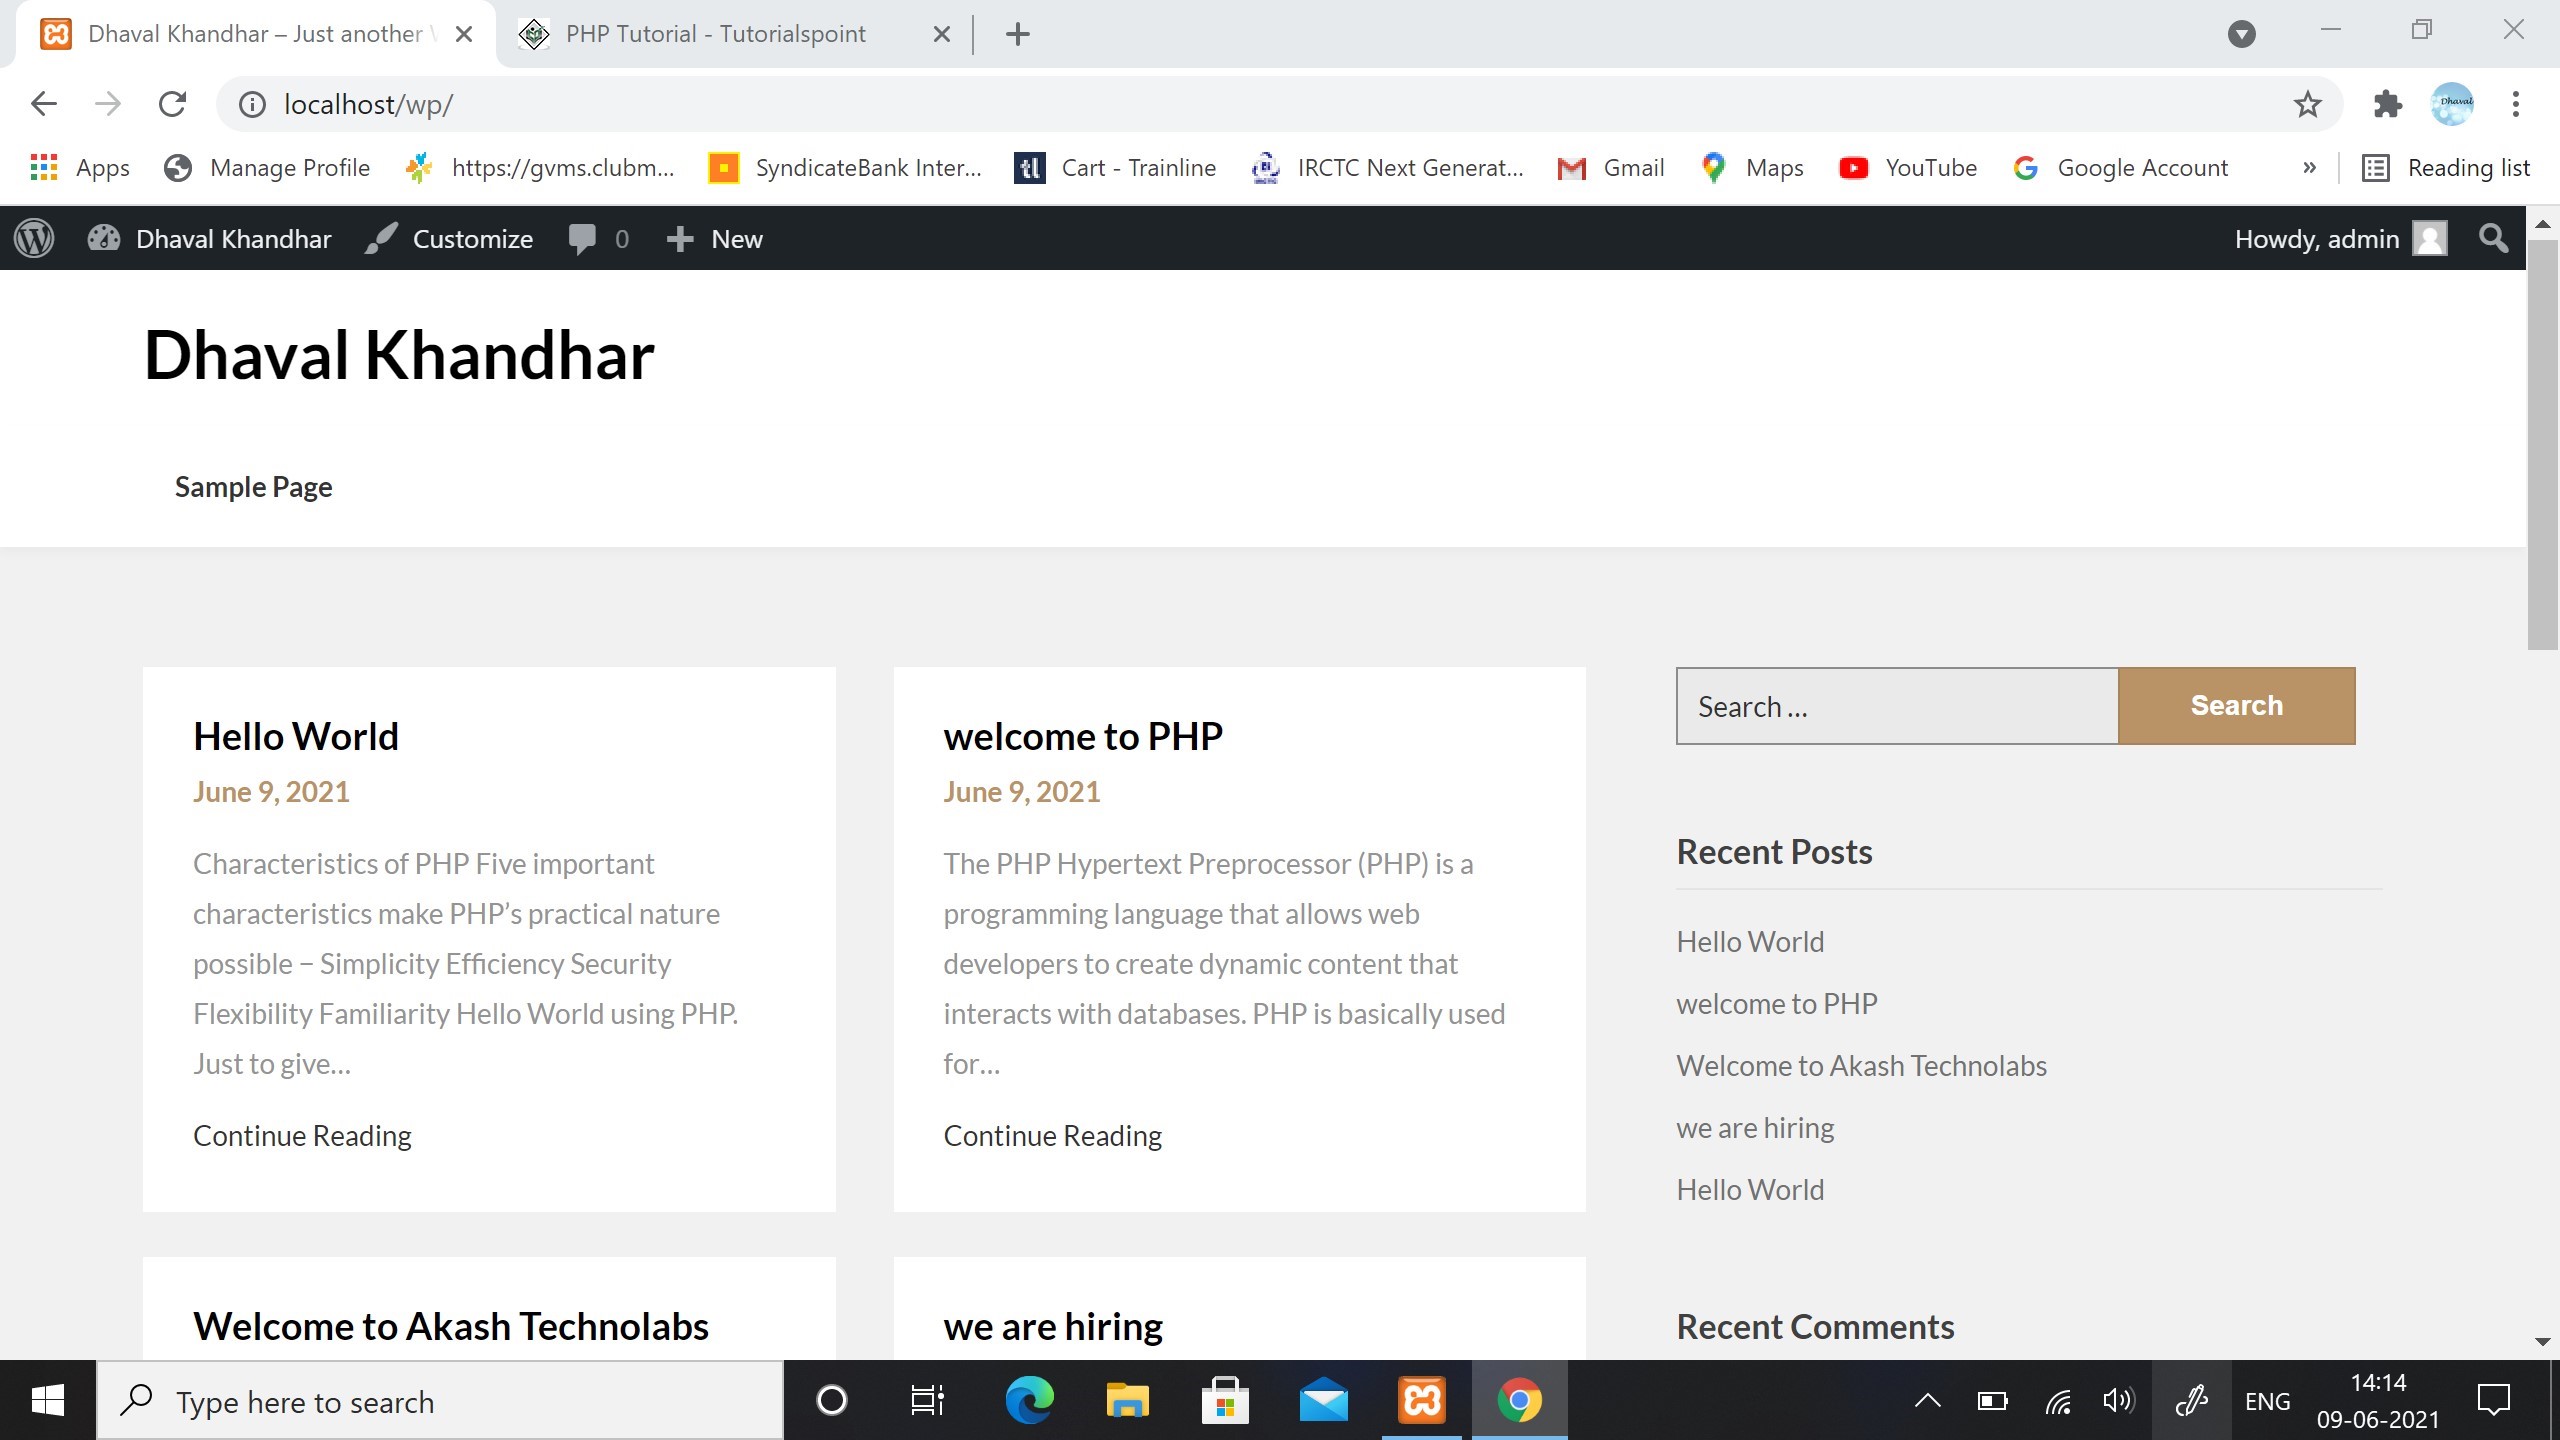 Dhaval Khandhar – Just another
PHP Tutorial - Tutorialspoint
localhost/wp/
Dhaval
Apps
Manage Profile
https://gvms.clubm...
SyndicateBank Inter...
tl
Cart - Trainline
IRCTC Next Generat...
Gmail
Maps
YouTube
Google Account
»
Reading list
Dhaval Khandhar
Customize
0
New
Howdy, admin
Dhaval Khandhar
Sample Page
Hello World
June 9, 2021
Characteristics of PHP Five important
characteristics make PHP’s practical nature
possible − Simplicity Efficiency Security
Flexibility Familiarity Hello World using PHP.
Just to give…
Continue Reading
welcome to PHP
June 9, 2021
The PHP Hypertext Preprocessor (PHP) is a
programming language that allows web
developers to create dynamic content that
interacts with databases. PHP is basically used
for…
Continue Reading
Search …
Search
Recent Posts
Hello World
welcome to PHP
Welcome to Akash Technolabs
we are hiring
Hello World
Welcome to Akash Technolabs
we are hiring
Recent Comments
Type here to search
ENG
14:14
09-06-2021